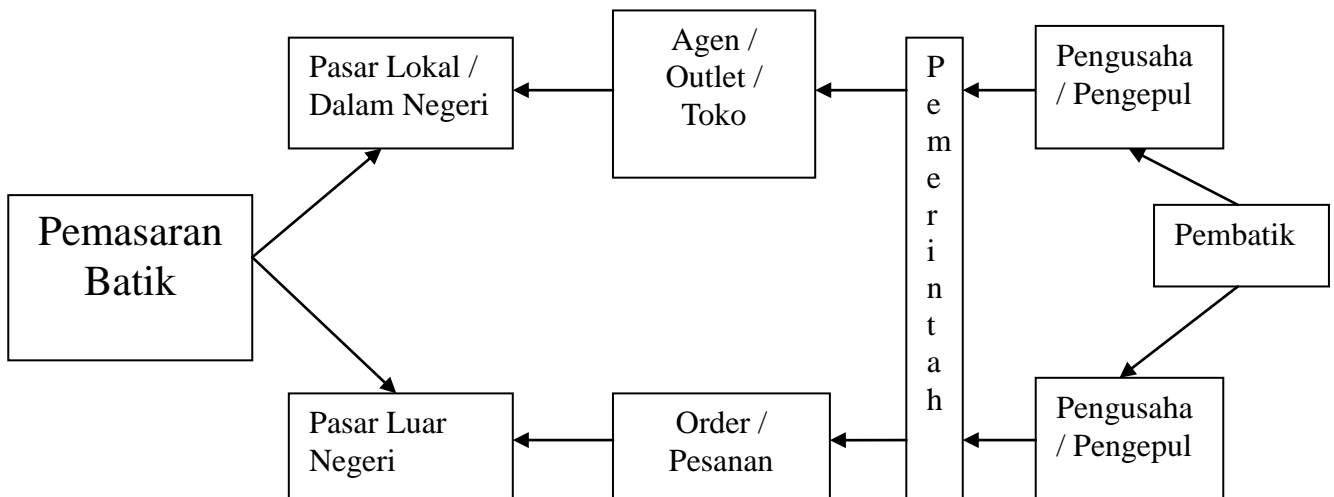 Pemasaran
Batik
Pasar Lokal /
Dalam Negeri
Agen /
Outlet /
Toko
P
e
m
e
r
i
n
t
a
h
Pengusaha
/ Pengepul
Pembatik
Pasar Luar
Negeri
Order /
Pesanan
Pengusaha
/ Pengepul